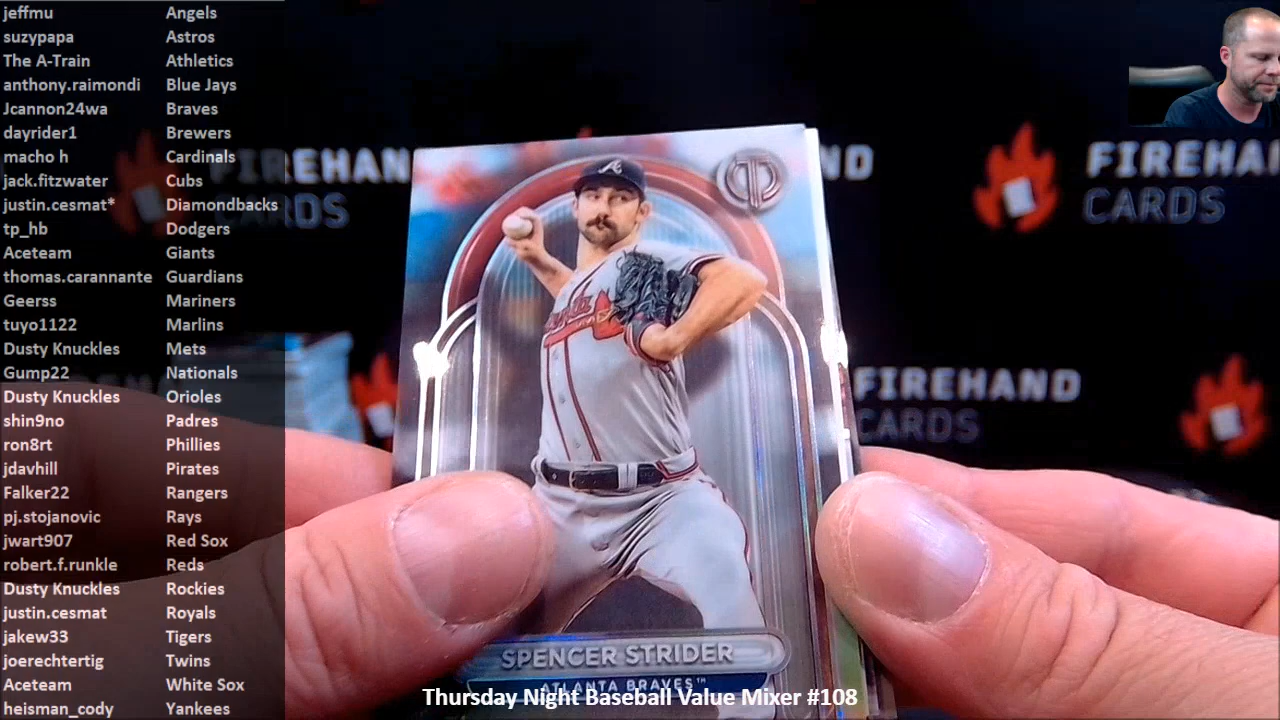 jeffmu Angels
suzypapa Astros
The A-Train Athletics
anthony.raimondi Blue Jays
Jcannon24wa Braves
dayrider1 Brewers
macho h Cardinals
jack.fitzwater Cubs
justin.cesmat* Diamondbacks
tp_hb Dodgers
Aceteam Giants
thomas.carannante Guardians
Geerss Mariners
tuyo1122 Marlins
Dusty Knuckles Mets
Gump22 Nationals
Dusty Knuckles Orioles
shin9no Padres
ron8rt Phillies
jdavhill Pirates
Falker22 Rangers
pj.stojanovic Rays
jwart907 Red Sox
robert.f.runkle Reds
Dusty Knuckles Rockies
justin.cesmat Royals
jakew33 Tigers
joerechtertig Twins
Aceteam White Sox
heisman_cody Yankees
FIREHAND
CARDS
FIREHAND
CARDS
FIREHAND
CARDS
SPENCER STRIDER
ATLANTA BRAVES™
Thursday Night Baseball Value Mixer #108